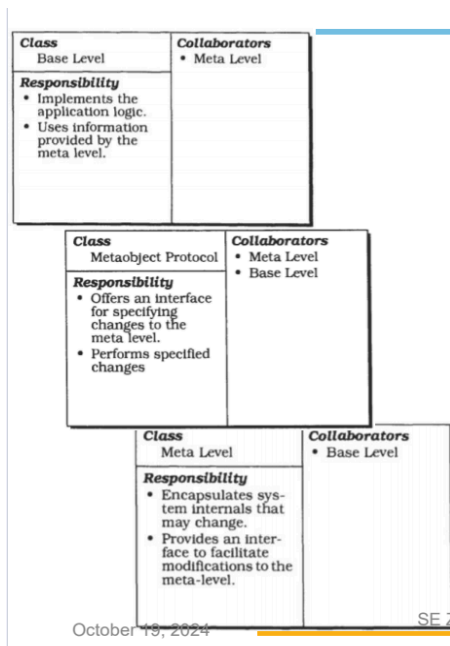 Class
Base Level
Collaborators
• Meta Level
Responsibility
• Implements the
application logic.
• Uses information
provided by the
meta level.
Class
Metaobject Protocol
Collaborators
• Meta Level
• Base Level
Responsibility
• Offers an interface
for specifying
changes to the
meta level.
• Performs specified
changes
Class
Meta Level
Collaborators
• Base Level
Responsibility
• Encapsulates sys-
tem internals that
may change.
• Provides an inter-
face to facilitate
modifications to the
meta-level.
October 19, 2024
SE